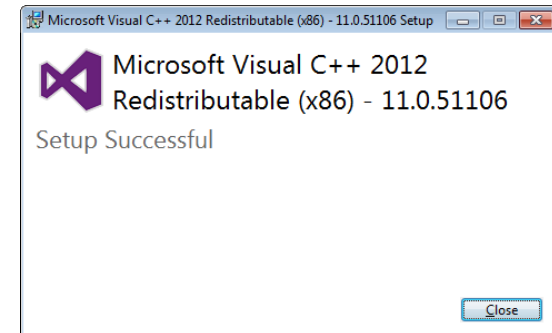 Microsoft Visual C++ 2012 Redistributable (x86) - 11.0.51106 Setup
Microsoft Visual C++ 2012
Redistributable (x86) - 11.0.51106
Setup Successful
Close